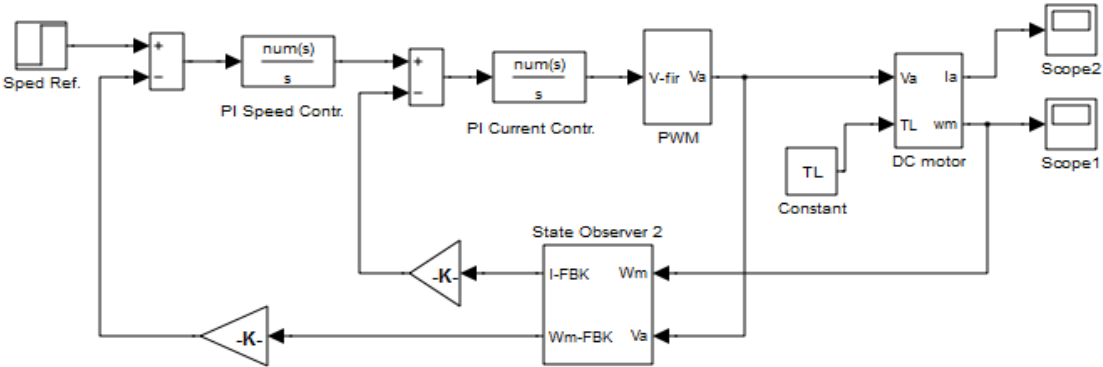 Sped Ref.
+
−
num(s)
s
PI Speed Contr.
+
−
num(s)
s
PI Current Contr.
V-fir Va
PWM
TL
Constant
Va Ia
TL wm
DC motor
Scope2
Scope1
State Observer 2
I-FBK Wm
Wm-FBK Va
-K-
-K-